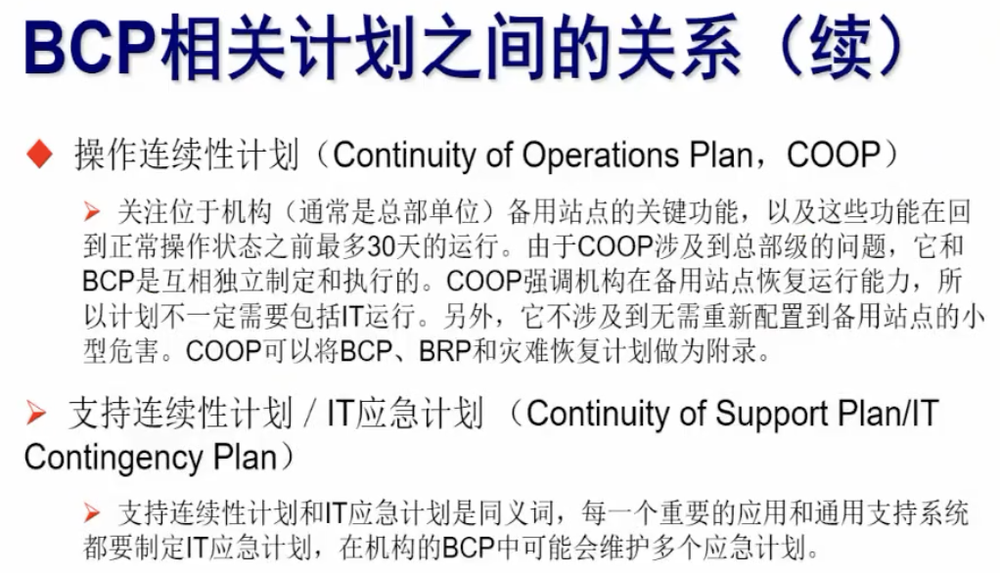 BCP相关计划之间的关系（续）
操作连续性计划（Continuity of Operations Plan，COOP）
关注位于机构（通常是总部单位）备用站点的关键功能，以及这些功能在回
到正常操作状态之前最多30天的运行。由于COOP涉及到总部级的问题，它和
BCP是互相独立制定和执行的。COOP强调机构在备用站点恢复运行能力，所
以计划不一定需要包括IT运行。另外，它不涉及到无需重新配置到备用站点的小
型危害。COOP可以将BCP、BRP和灾难恢复计划做为附录。
支持连续性计划／IT应急计划 （Continuity of Support Plan/IT
Contingency Plan）
支持连续性计划和IT应急计划是同义词，每一个重要的应用和通用支持系统
都要制定IT应急计划，在机构的BCP中可能会维护多个应急计划。